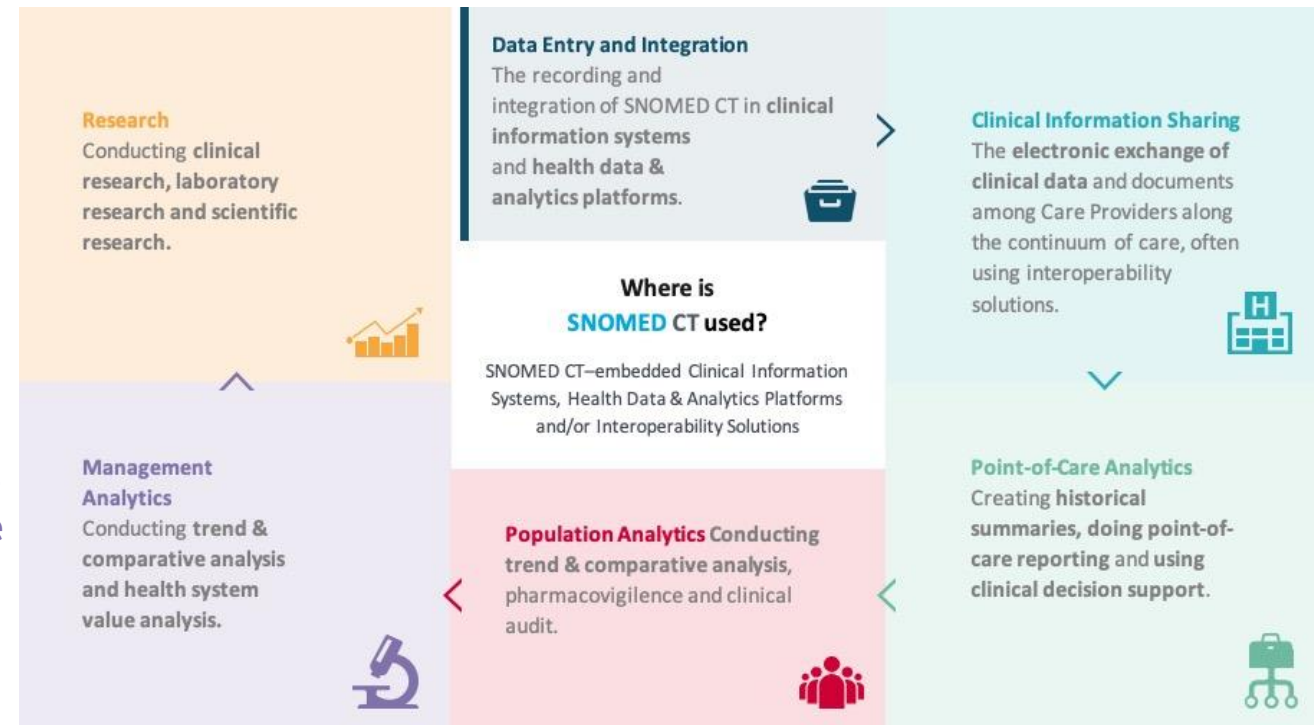 Data Entry and Integration
The recording and
integration of SNOMED CT in clinical
information systems
and health data &
analytics platforms.
Research
Conducting clinical
research, laboratory
research and scientific
research.
Clinical Information Sharing
The electronic exchange of
clinical data and documents
among Care Providers along
the continuum of care, often
using interoperability
solutions.
H
Where is
SNOMED CT used?
SNOMED CT–embedded Clinical Information
Systems, Health Data & Analytics Platforms
and/or Interoperability Solutions
Management
Analytics
Conducting trend &
comparative analysis
and health system
value analysis.
Population Analytics Conducting
trend & comparative analysis,
pharmacovigilence and clinical
audit.
Point-of-Care Analytics
Creating historical
summaries, doing point-of-
care reporting and using
clinical decision support.
e